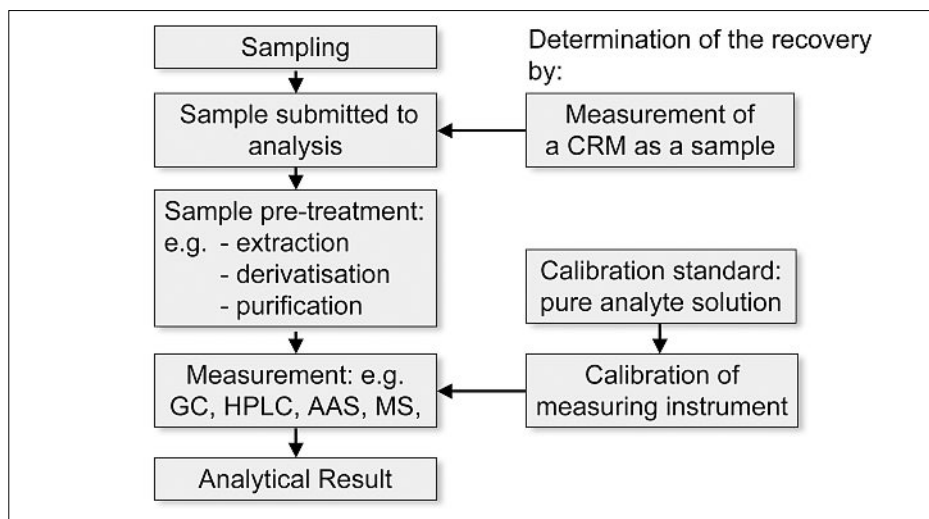 Sampling
Sample submitted to
analysis
Sample pre-treatment:
e.g. - extraction
- derivatisation
- purification
Measurement: e.g.
GC, HPLC, AAS, MS,
Analytical Result
Determination of the recovery
by:
Measurement of
a CRM as a sample
Calibration standard:
pure analyte solution
Calibration of
measuring instrument